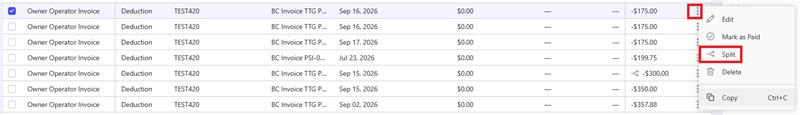 Owner Operator Invoice Deduction TEST420 BC Invoice TTG P... Sep 16, 2026 $0.00 — — -$175.00
Owner Operator Invoice Deduction TEST420 BC Invoice TTG P... Sep 16, 2026 $0.00 — — -$175.00
Owner Operator Invoice Deduction TEST420 BC Invoice TTG P... Sep 17, 2026 $0.00 — — -$175.00
Owner Operator Invoice Deduction TEST420 BC Invoice PSI-0... Jul 23, 2026 $0.00 — — -$199.75
Owner Operator Invoice Deduction TEST420 BC Invoice TTG P... Sep 15, 2026 $0.00 — — -$300.00
Owner Operator Invoice Deduction TEST420 BC Invoice TTG P... Sep 15, 2026 $0.00 — — -$350.00
Owner Operator Invoice Deduction TEST420 BC Invoice TTG P... Sep 02, 2026 $0.00 — — -$357.88
Edit
Mark as Paid
Split
Delete
Copy Ctrl+C